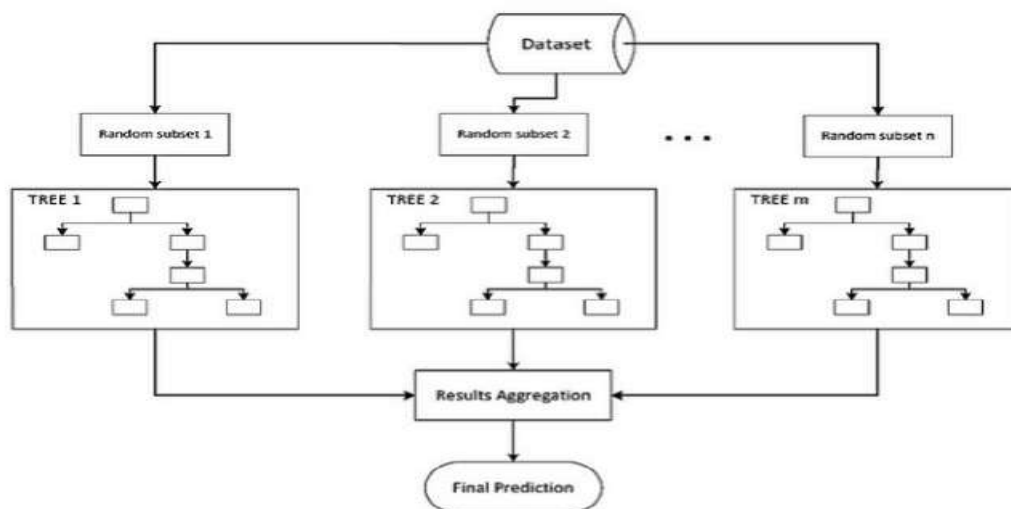 Dataset
Random subset 1
Random subset 2
...
Random subset n
TREE 1
TREE 2
TREE m
Results Aggregation
Final Prediction